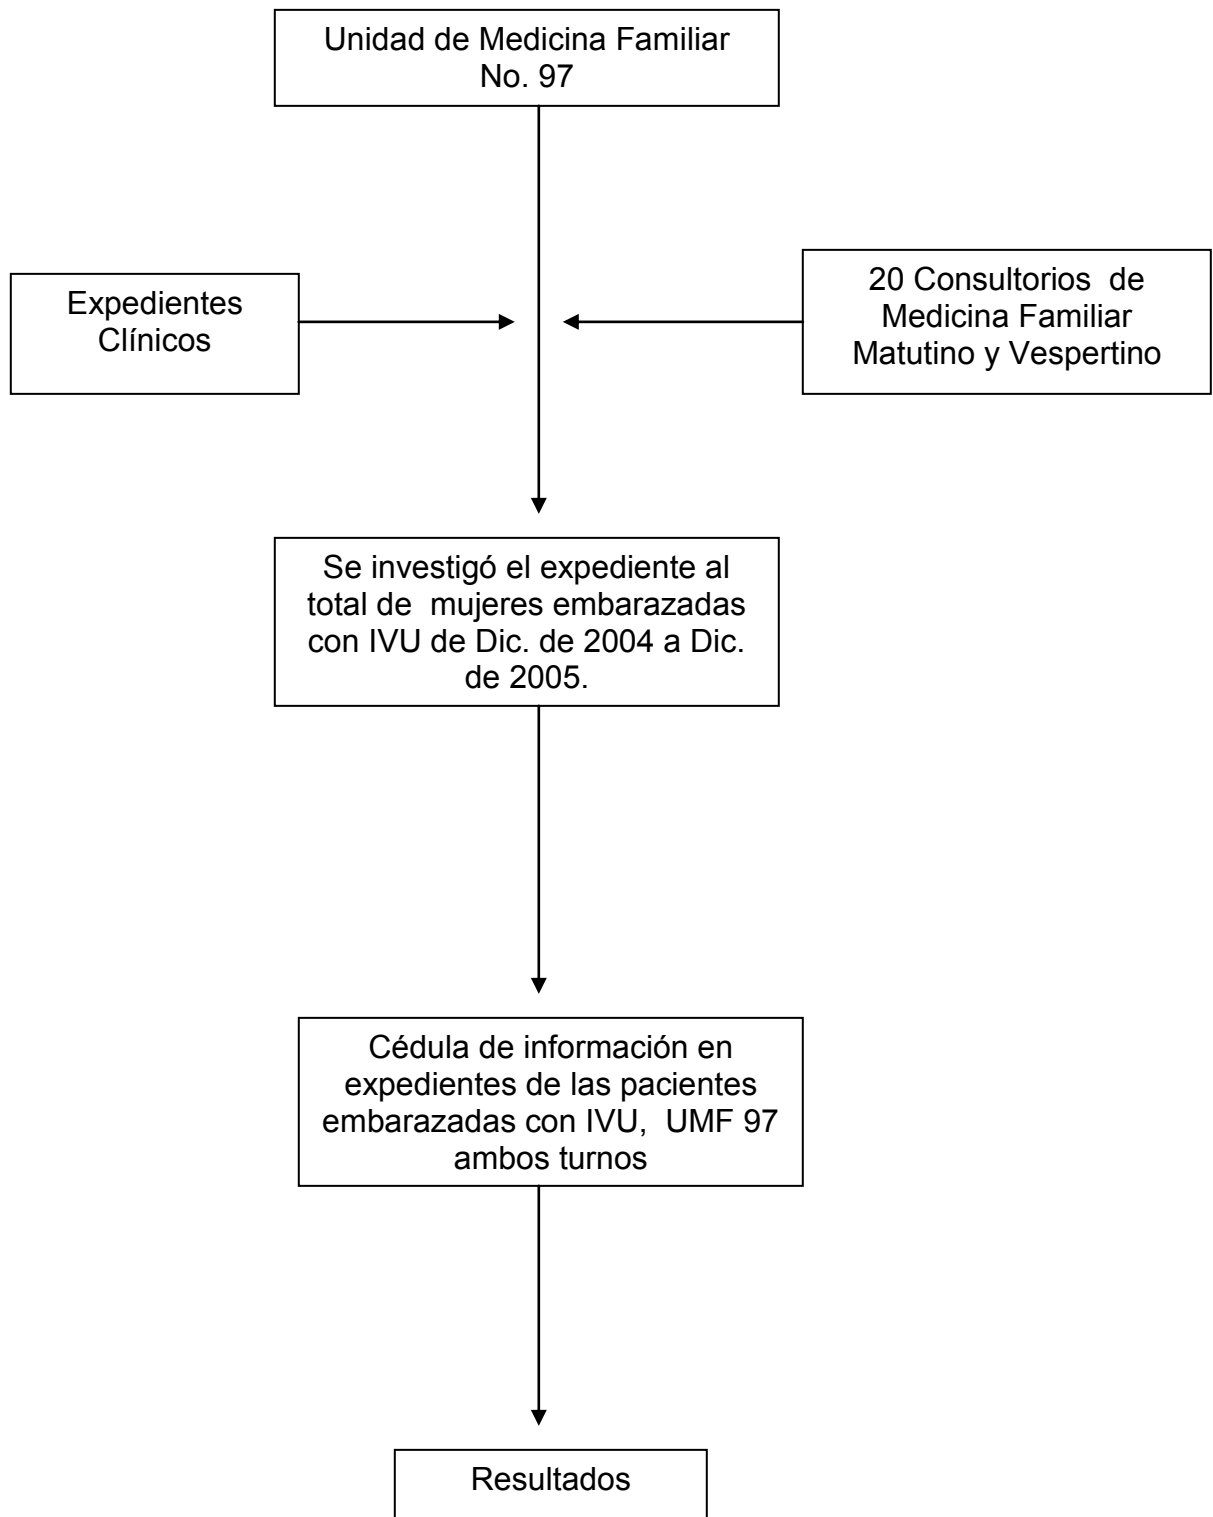 Unidad de Medicina Familiar
No. 97
Expedientes
Clínicos
20 Consultorios  de
Medicina Familiar
Matutino y Vespertino
Se investigó el expediente al
total de  mujeres embarazadas
con IVU de Dic. de 2004 a Dic.
de 2005.
Cédula de información en
expedientes de las pacientes
embarazadas con IVU,  UMF 97
ambos turnos
Resultados